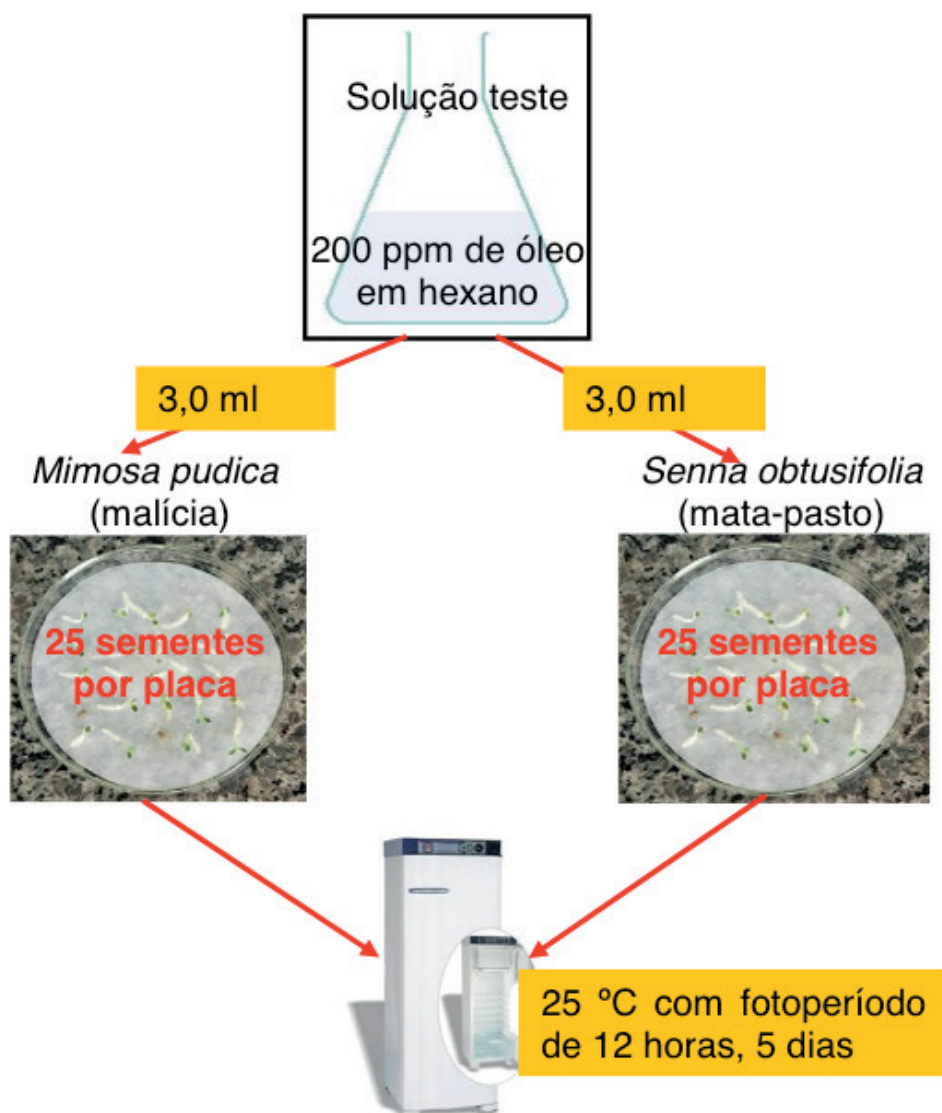 Solução teste
200 ppm de óleo
em hexano
3,0 ml
3,0 ml
Mimosa pudica
(malícia)
Senna obtusifolia
(mata-pasto)
25 sementes
por placa
25 sementes
por placa
25 ºC com fotoperíodo
de 12 horas, 5 dias